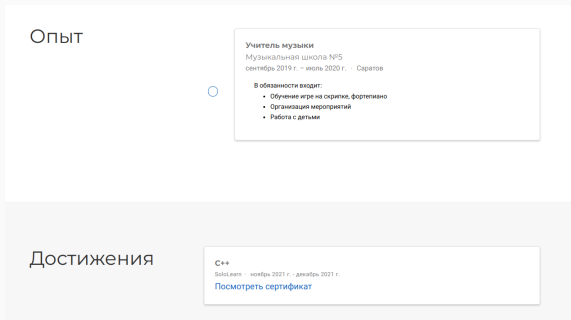 Опыт
Учитель музыки
Музыкальная школа №5
сентябрь 2019 г. – июль 2020 г. · Саратов
В обязанности входит:
• Обучение игре на скрипке, фортепиано
• Организация мероприятий
• Работа с детьми
Достижения
C++
SoloLearn · ноябрь 2021 г. - декабрь 2021 г.
Посмотреть сертификат